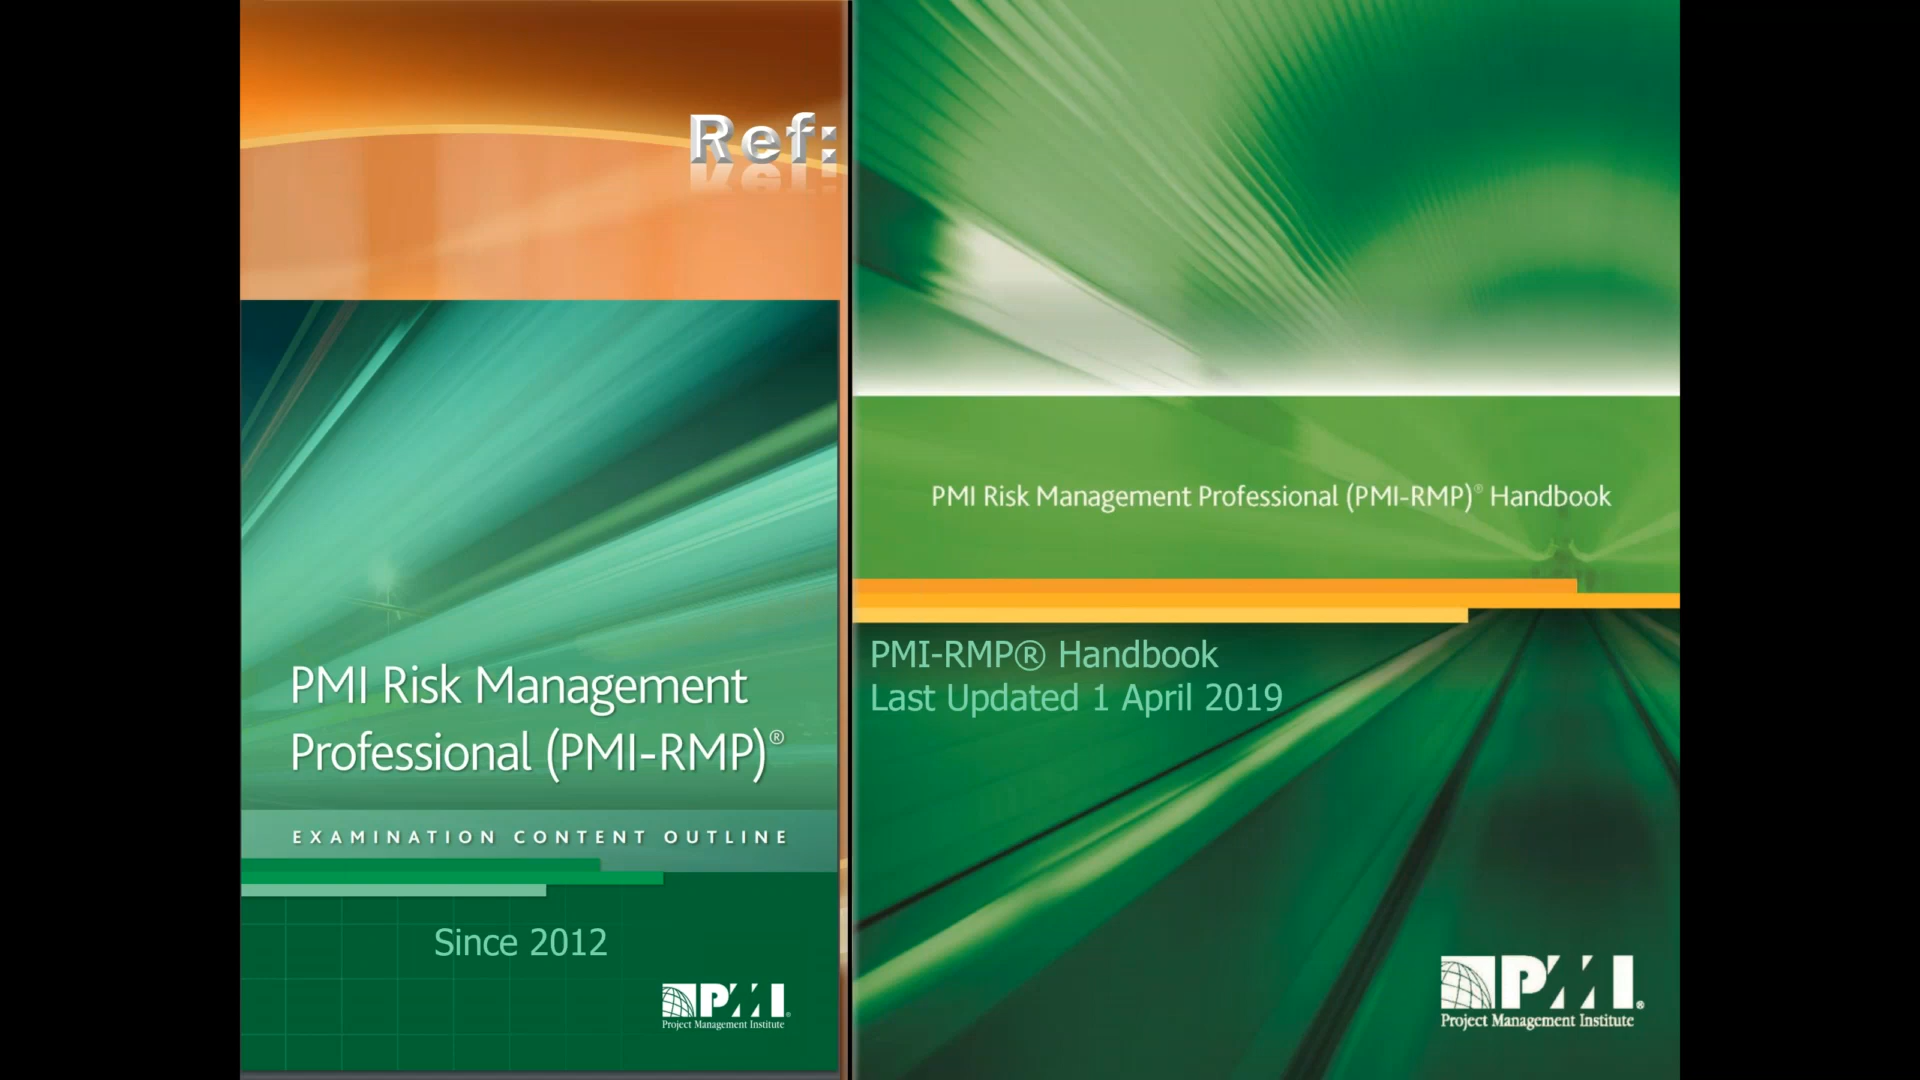 Ref:
PMI Risk Management
Professional (PMI-RMP)®
EXAMINATION CONTENT OUTLINE
Since 2012
PMI®
Project Management Institute
PMI Risk Management Professional (PMI-RMP)® Handbook
PMI-RMP® Handbook
Last Updated 1 April 2019
PMI®
Project Management Institute